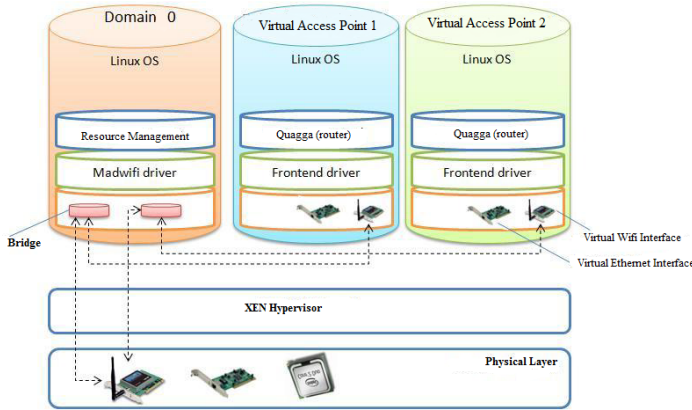 Domain 0
Virtual Access Point 1
Virtual Access Point 2
Linux OS
Linux OS
Linux OS
Resource Management
Quagga (router)
Quagga (router)
Madwifi driver
Frontend driver
Frontend driver
Bridge
Virtual Wifi Interface
Virtual Ethernet Interface
XEN Hypervisor
Physical Layer